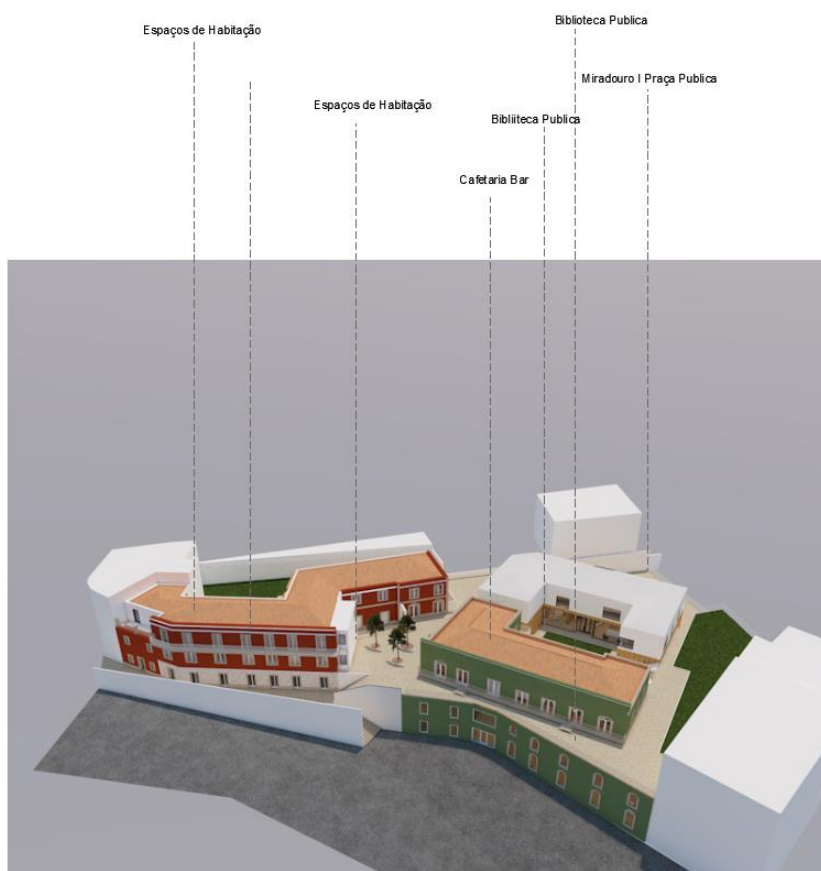 Biblioteca Publica
Espaços de Habitação
Miradouro I Praça Publica
Espaços de Habitação
Bibliiteca Publica
Cafetaria Bar